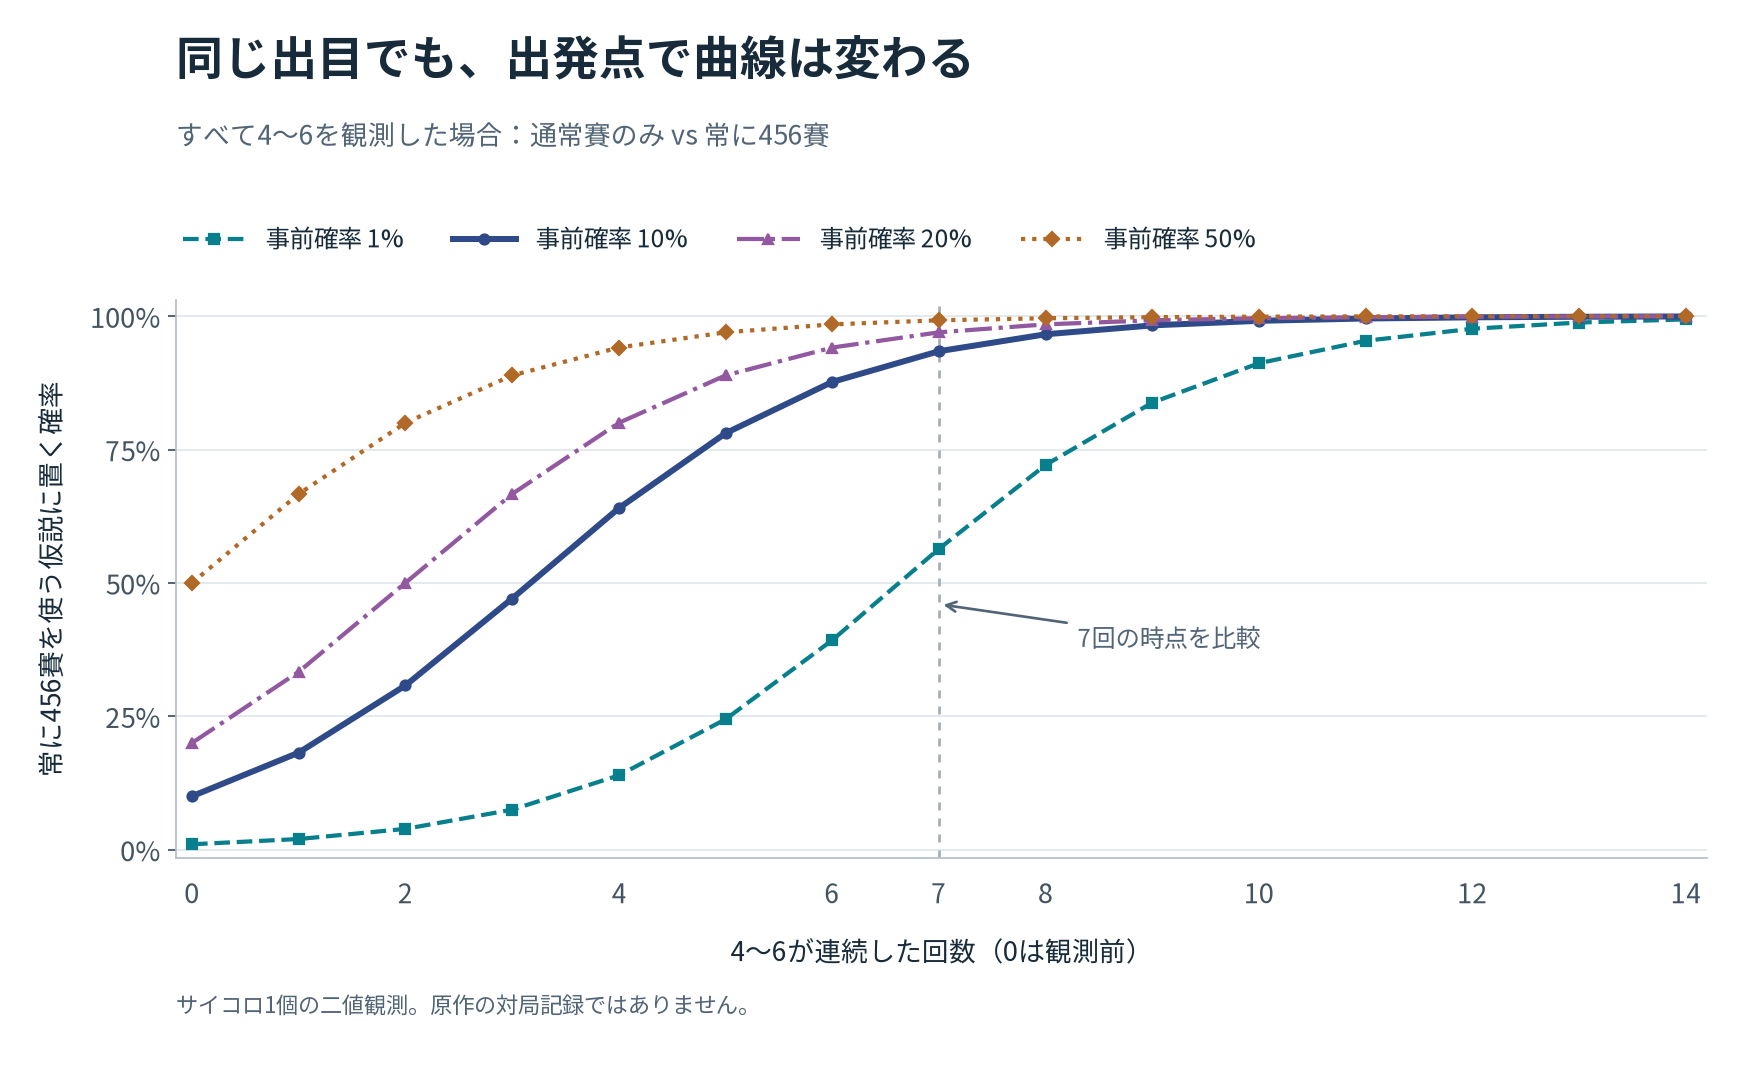 同じ出目でも、出発点で曲線は変わる
すべて4〜6を観測した場合：通常賽のみ vs 常に456賽
事前確率 1%
事前確率 10%
事前確率 20%
事前確率 50%
常に456賽を使う仮説に置く確率
100%
75%
50%
25%
0%
7回の時点を比較
0
2
4
6
7
8
10
12
14
4〜6が連続した回数（0は観測前）
サイコロ1個の二値観測。原作の対局記録ではありません。